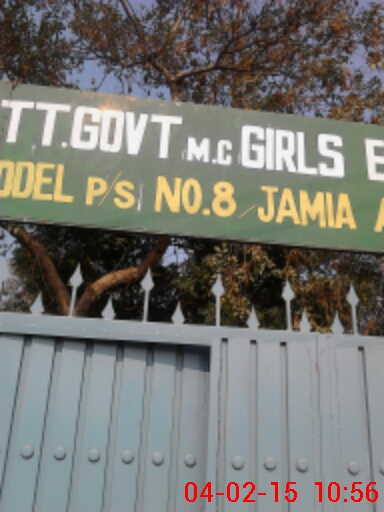 TT.GOVT M.C GIRLS E
ODEL P/S NO.8 JAMIA A
04-02-15 10:56